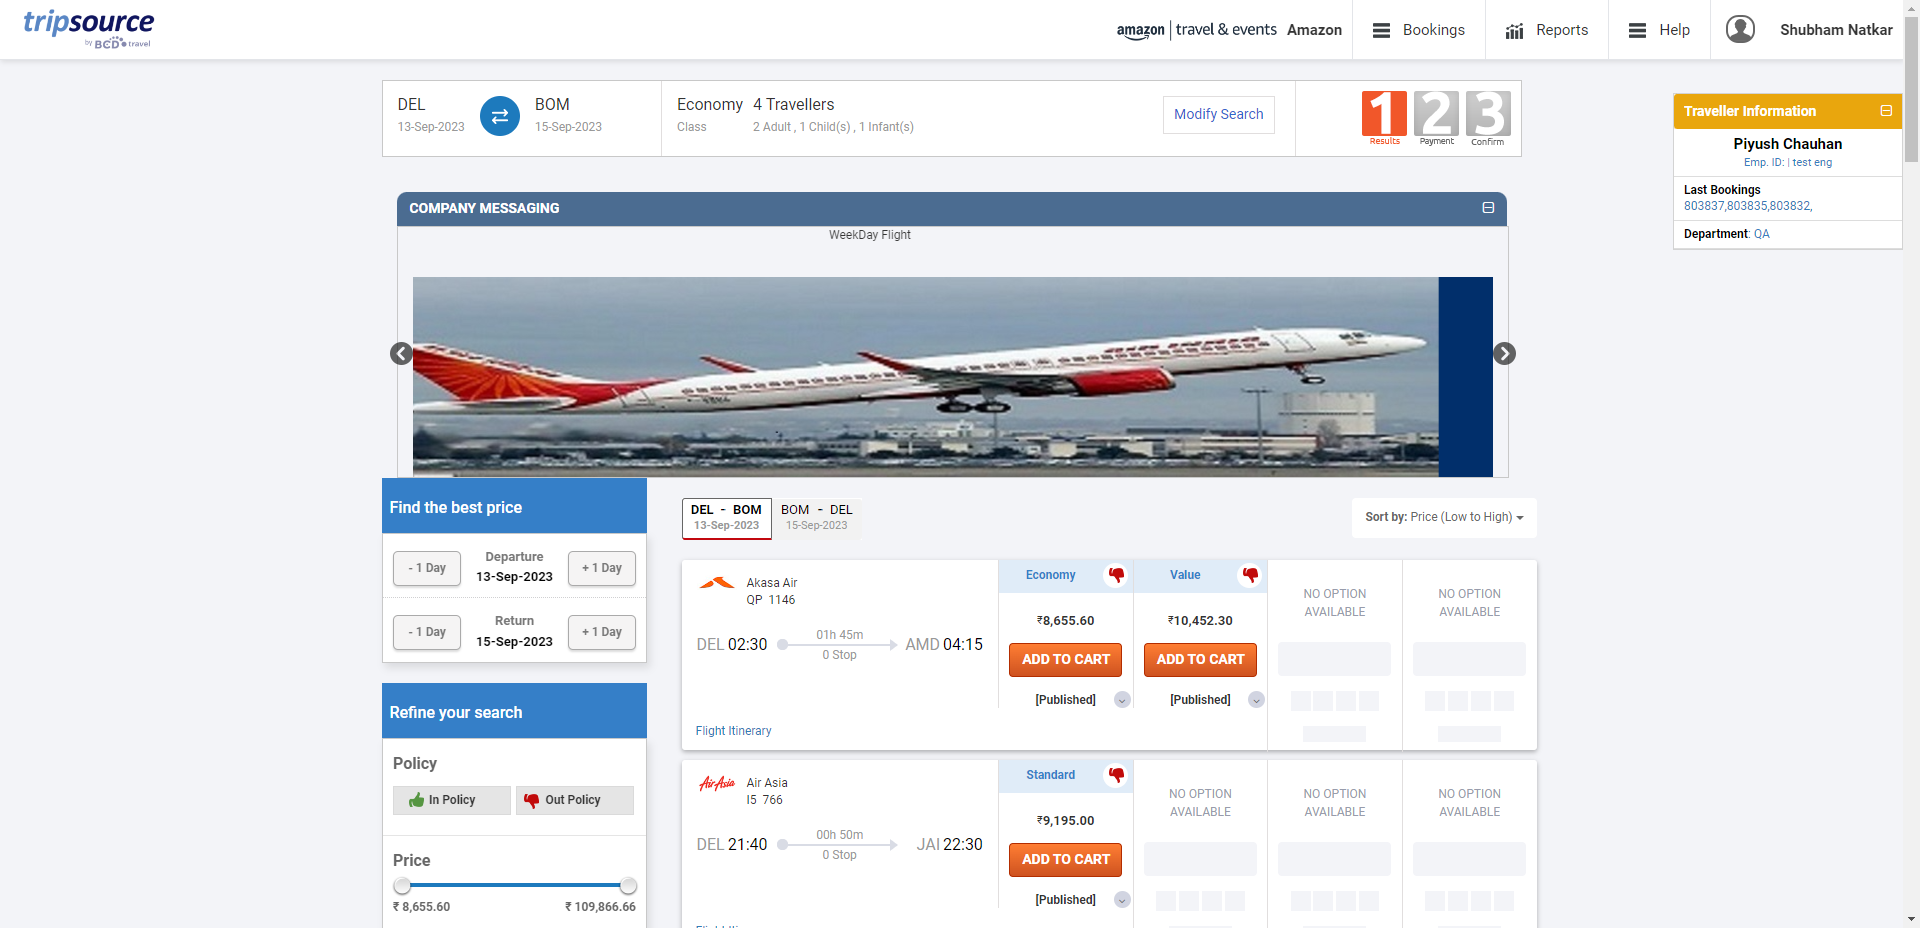 tripsource
by BCD travel
amazon | travel & events Amazon
Bookings
Reports
Help
Shubham Natkar
DEL
13-Sep-2023
BOM
15-Sep-2023
Economy
Class
4 Travellers
2 Adult , 1 Child(s) , 1 Infant(s)
Modify Search
1
Results
2
Payment
3
Confirm
Traveller Information
Piyush Chauhan
Emp. ID: | test eng
Last Bookings
803837,803835,803832,
Department: QA
COMPANY MESSAGING
WeekDay Flight
Find the best price
- 1 Day
Departure
13-Sep-2023
+ 1 Day
- 1 Day
Return
15-Sep-2023
+ 1 Day
Refine your search
Policy
In Policy
Out Policy
Price
₹ 8,655.60
₹ 109,866.66
DEL - BOM
13-Sep-2023
BOM - DEL
15-Sep-2023
Sort by: Price (Low to High)
Akasa Air
QP 1146
DEL 02:30
01h 45m
0 Stop
AMD 04:15
Flight Itinerary
Economy
₹8,655.60
ADD TO CART
[Published]
Value
₹10,452.30
ADD TO CART
[Published]
NO OPTION
AVAILABLE
NO OPTION
AVAILABLE
AirAsia
Air Asia
I5 766
DEL 21:40
00h 50m
0 Stop
JAI 22:30
Standard
₹9,195.00
ADD TO CART
[Published]
NO OPTION
AVAILABLE
NO OPTION
AVAILABLE
NO OPTION
AVAILABLE